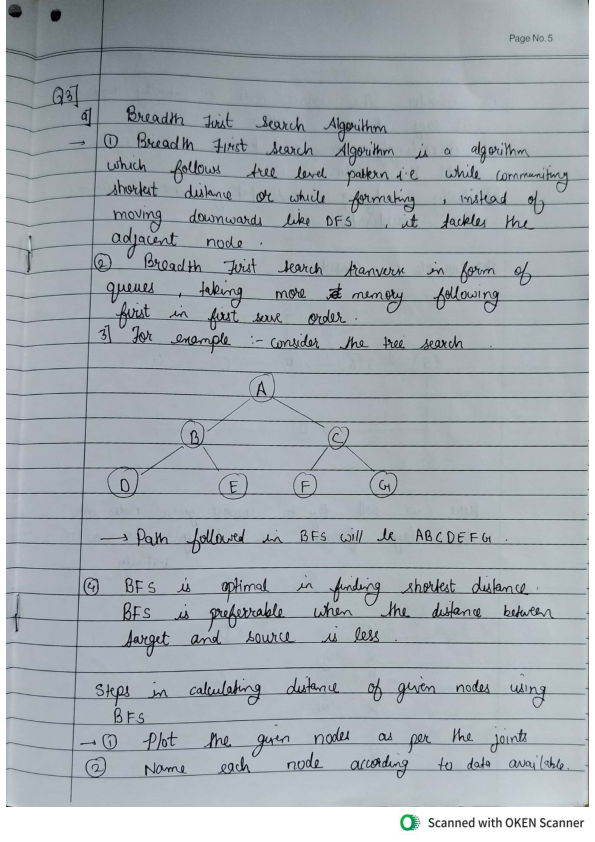 Page No. 5
Q3]
a] Breadth First Search Algorithm
→ ① Breadth First Search Algorithm is a algorithm
which follows tree level pattern i.e while communiting
shortest distance or while formating, instead of
moving downwards like DFS, it tackles the
adjacent node.
② Breadth First search tranverse in form of
queues, taking more memory following
first in first serve order.
3] For example :- consider the tree search
A
B C
D E F G
→ Path followed in BFS will be ABCDEFG.
④ BFS is optimal in finding shortest distance.
BFS is preferrable when the distance between
target and source is less.
Steps in calculating distance of given nodes using
BFS
→ ① Plot the given nodes as per the joints
② Name each node according to data available.
Scanned with OKEN Scanner